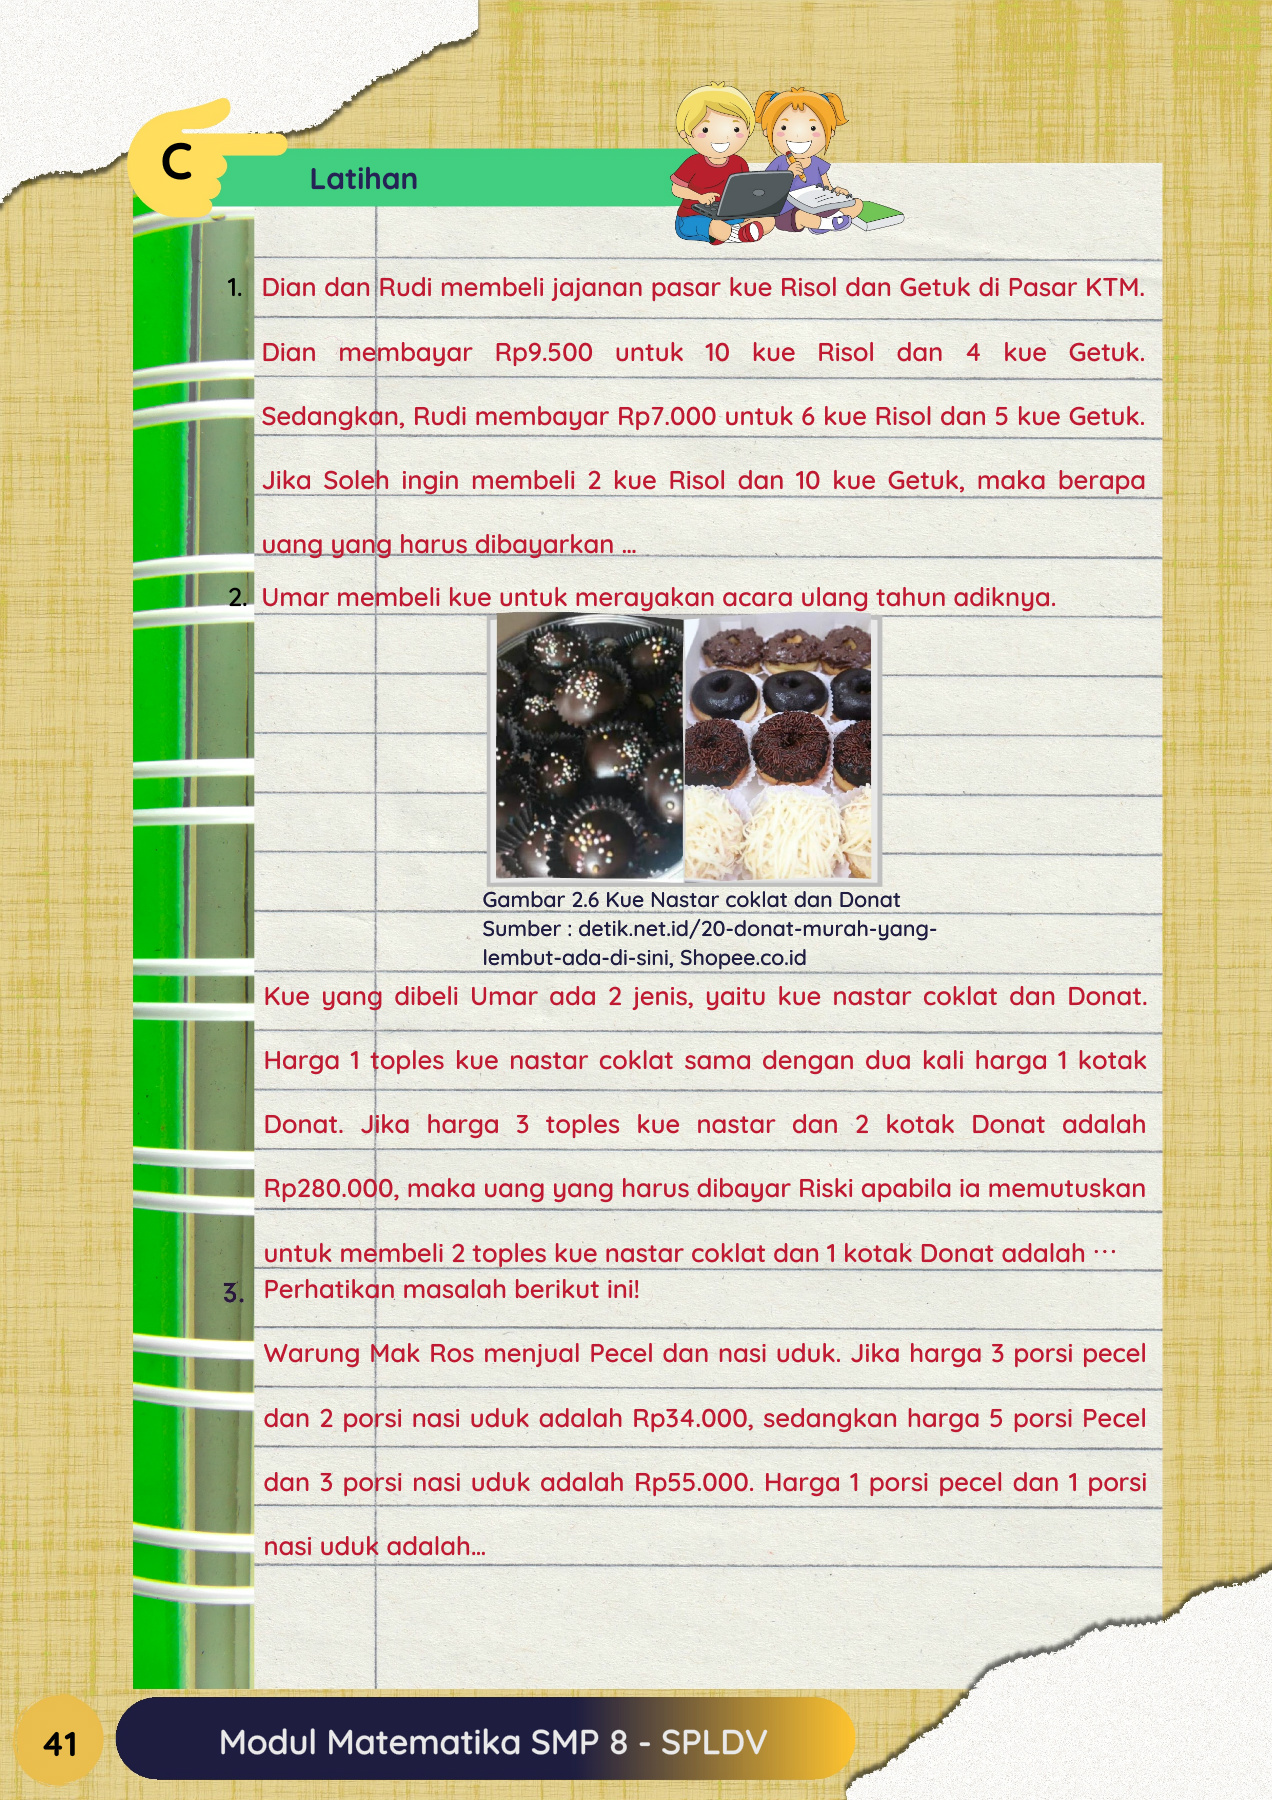 C
Latihan
1. Dian dan Rudi membeli jajanan pasar kue Risol dan Getuk di Pasar KTM.
Dian membayar Rp9.500 untuk 10 kue Risol dan 4 kue Getuk.
Sedangkan, Rudi membayar Rp7.000 untuk 6 kue Risol dan 5 kue Getuk.
Jika Soleh ingin membeli 2 kue Risol dan 10 kue Getuk, maka berapa
uang yang harus dibayarkan ...
2. Umar membeli kue untuk merayakan acara ulang tahun adiknya.
Gambar 2.6 Kue Nastar coklat dan Donat
Sumber : detik.net.id/20-donat-murah-yang-
lembut-ada-di-sini, Shopee.co.id
Kue yang dibeli Umar ada 2 jenis, yaitu kue nastar coklat dan Donat.
Harga 1 toples kue nastar coklat sama dengan dua kali harga 1 kotak
Donat. Jika harga 3 toples kue nastar dan 2 kotak Donat adalah
Rp280.000, maka uang yang harus dibayar Riski apabila ia memutuskan
untuk membeli 2 toples kue nastar coklat dan 1 kotak Donat adalah ⋯
3. Perhatikan masalah berikut ini!
Warung Mak Ros menjual Pecel dan nasi uduk. Jika harga 3 porsi pecel
dan 2 porsi nasi uduk adalah Rp34.000, sedangkan harga 5 porsi Pecel
dan 3 porsi nasi uduk adalah Rp55.000. Harga 1 porsi pecel dan 1 porsi
nasi uduk adalah...
41
Modul Matematika SMP 8 - SPLDV